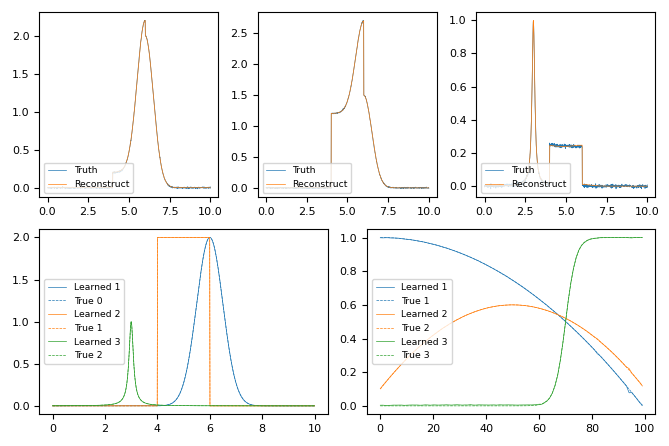 2.0
1.5
1.0
0.5
0.0
Truth
Reconstruct
0.0 2.5 5.0 7.5 10.0
2.5
2.0
1.5
1.0
0.5
0.0
Truth
Reconstruct
0.0 2.5 5.0 7.5 10.0
1.0
0.8
0.6
0.4
0.2
0.0
Truth
Reconstruct
0.0 2.5 5.0 7.5 10.0
2.0
1.5
1.0
0.5
0.0
Learned 1
True 0
Learned 2
True 1
Learned 3
True 2
0 2 4 6 8 10
1.0
0.8
0.6
0.4
0.2
0.0
Learned 1
True 1
Learned 2
True 2
Learned 3
True 3
0 20 40 60 80 100